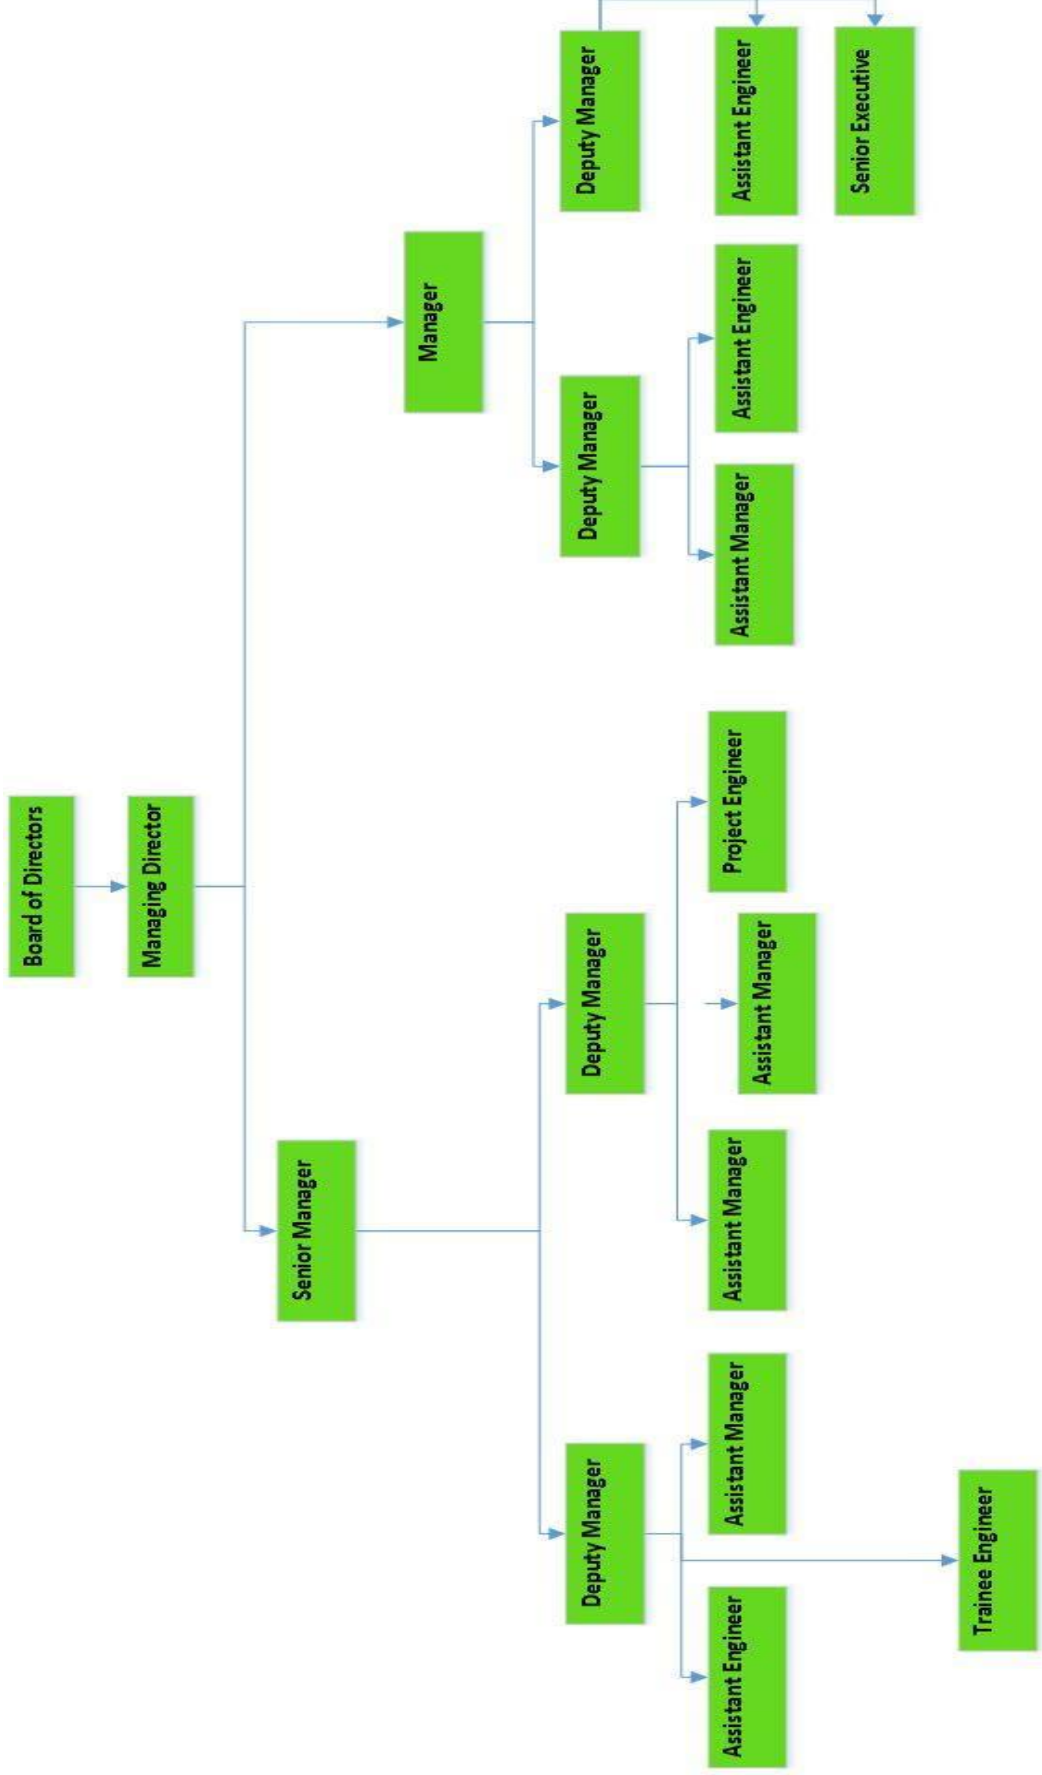 Board of Directors
Managing Director
Senior Manager
Manager
Deputy Manager
Deputy Manager
Deputy Manager
Deputy Manager
Assistant Engineer
Assistant Manager
Assistant Manager
Assistant Manager
Project Engineer
Assistant Manager
Assistant Engineer
Assistant Engineer
Senior Executive
Trainee Engineer